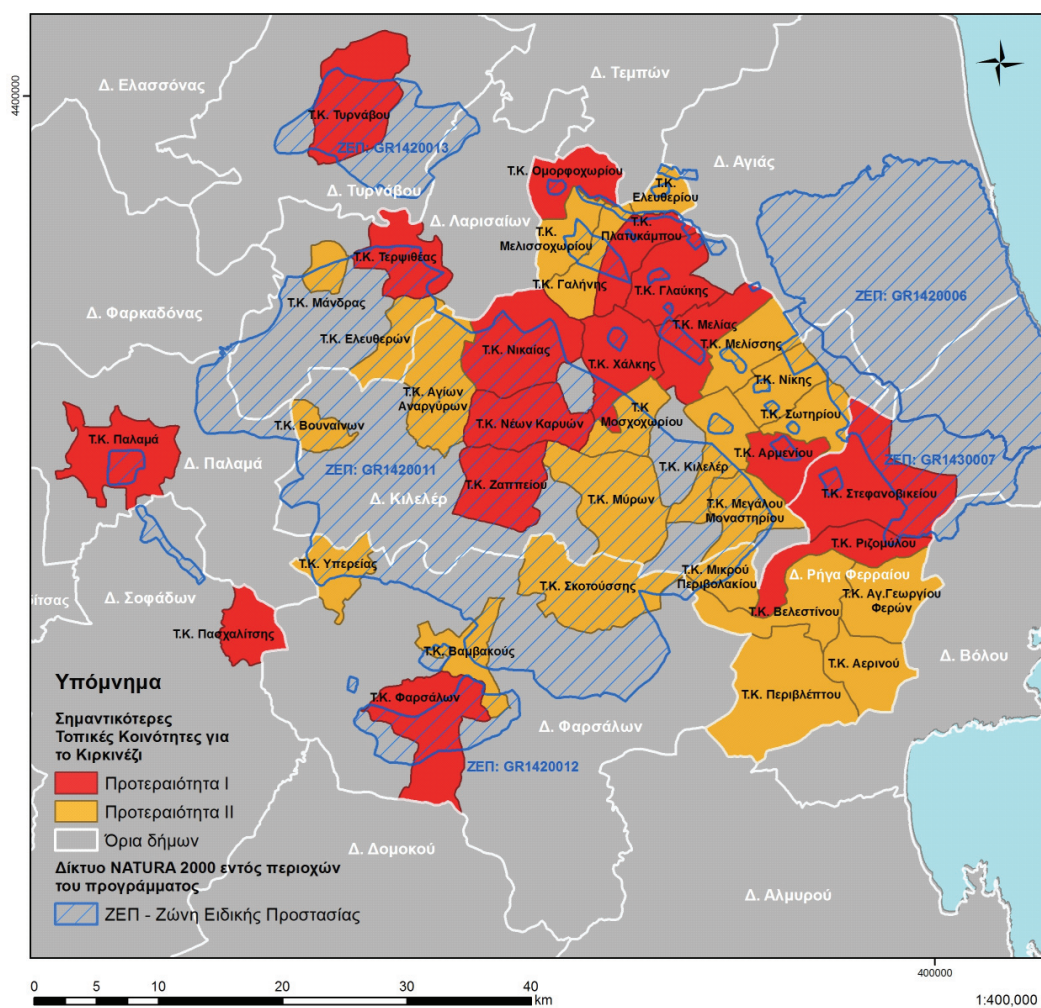 4400000
Δ. Ελασσόνας
Δ. Τεμπών
Τ.Κ. Τυρνάβου
ΖΕΠ: GR1420013
Δ. Αγιάς
Τ.Κ. Ομορφοχωρίου
Τ.Κ.
Ελευθερίου
Δ. Τυρνάβου
Δ. Λαρισαίων
Τ.Κ.
Πλατυκάμπου
Τ.Κ.
Μελισσοχωρίου
Τ.Κ. Τερψιθέας
Τ.Κ. Γαλήνης
Τ.Κ. Γλαύκης
ΖΕΠ: GR1420006
Τ.Κ. Μάνδρας
Δ. Φαρκαδόνας
Τ.Κ. Μελίας
Τ.Κ. Ελευθερών
Τ.Κ. Μελίσσης
Τ.Κ. Νικαίας
Τ.Κ. Χάλκης
Τ.Κ. Νίκης
Τ.Κ. Αγίων
Αναργύρων
Τ.Κ
Μοσχοχωρίου
Τ.Κ. Σωτηρίου
Τ.Κ. Βουναίνων
Τ.Κ. Νέων Καρυών
Τ.Κ. Παλαμά
Τ.Κ. Αρμενίου
ΖΕΠ: GR1430007
Δ. Παλαμά
ΖΕΠ: GR1420011
Τ.Κ. Κιλελέρ
Τ.Κ. Ζαππείου
Δ. Κιλελέρ
Τ.Κ. Μύρων
Τ.Κ. Στεφανοβικείου
Τ.Κ. Μεγάλου
Μοναστηρίου
Τ.Κ. Ριζομύλου
Τ.Κ. Υπερείας
Τ.Κ. Μικρού
Περιβολακίου
Δ. Ρήγα Φερραίου
Τ.Κ. Σκοτούσσης
Τ.Κ. Αγ.Γεωργίου
Φερών
ίτσας
Δ. Σοφάδων
Τ.Κ. Βελεστίνου
Τ.Κ. Πασχαλίτσης
Τ.Κ. Βαμβακούς
Δ. Βόλου
Τ.Κ. Αερινού
Τ.Κ. Φαρσάλων
Τ.Κ. Περιβλέπτου
Δ. Φαρσάλων
ΖΕΠ: GR1420012
Δ. Δομοκού
Δ. Αλμυρού
Υπόμνημα
Σημαντικότερες
Τοπικές Κοινότητες για
το Κιρκινέζι
Προτεραιότητα Ι
Προτεραιότητα ΙΙ
Όρια δήμων
Δίκτυο NATURA 2000 εντός περιοχών
του προγράμματος
ΖΕΠ - Ζώνη Ειδικής Προστασίας
400000
0 5 10 20 30 40
km
1:400,000